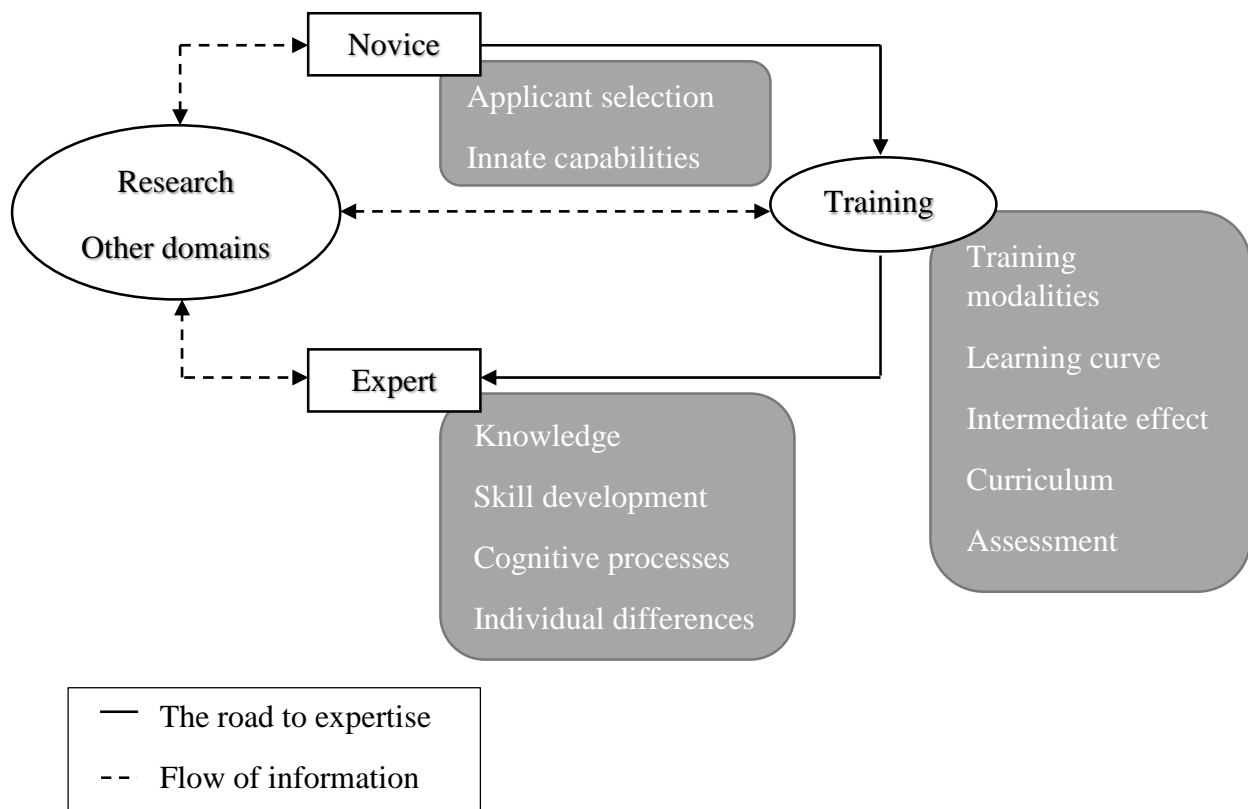 Novice
Applicant selection
Innate capabilities
Research
Other domains
Training
Training
modalities
Learning curve
Intermediate effect
Curriculum
Assessment
Expert
Knowledge
Skill development
Cognitive processes
Individual differences
The road to expertise
Flow of information